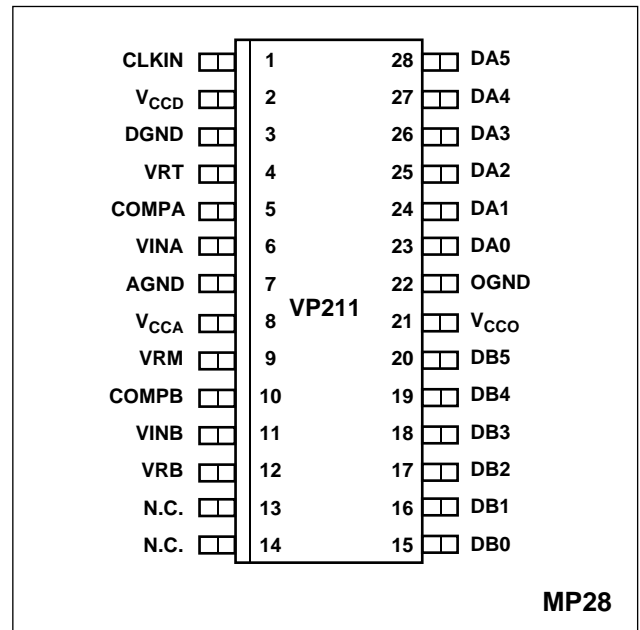 CLKIN 1 28 DA5
VCCD 2 27 DA4
DGND 3 26 DA3
VRT 4 25 DA2
COMPA 5 24 DA1
VINA 6 23 DA0
AGND 7 22 OGND
VP211
VCCA 8 21 VCCO
VRM 9 20 DB5
COMPB 10 19 DB4
VINB 11 18 DB3
VRB 12 17 DB2
N.C. 13 16 DB1
N.C. 14 15 DB0
MP28